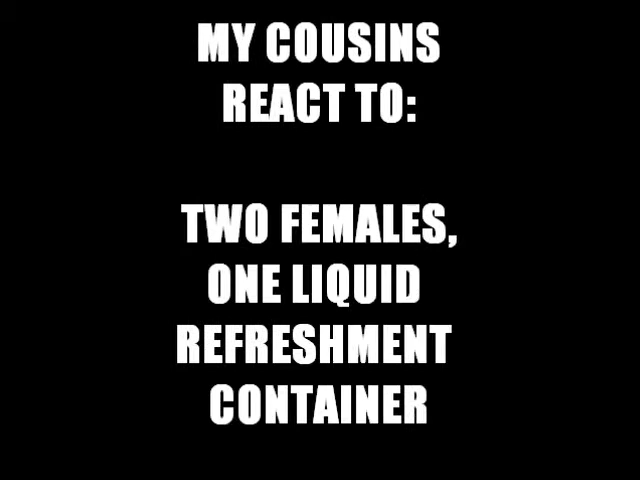 MY COUSINS
REACT TO:
TWO FEMALES,
ONE LIQUID
REFRESHMENT
CONTAINER